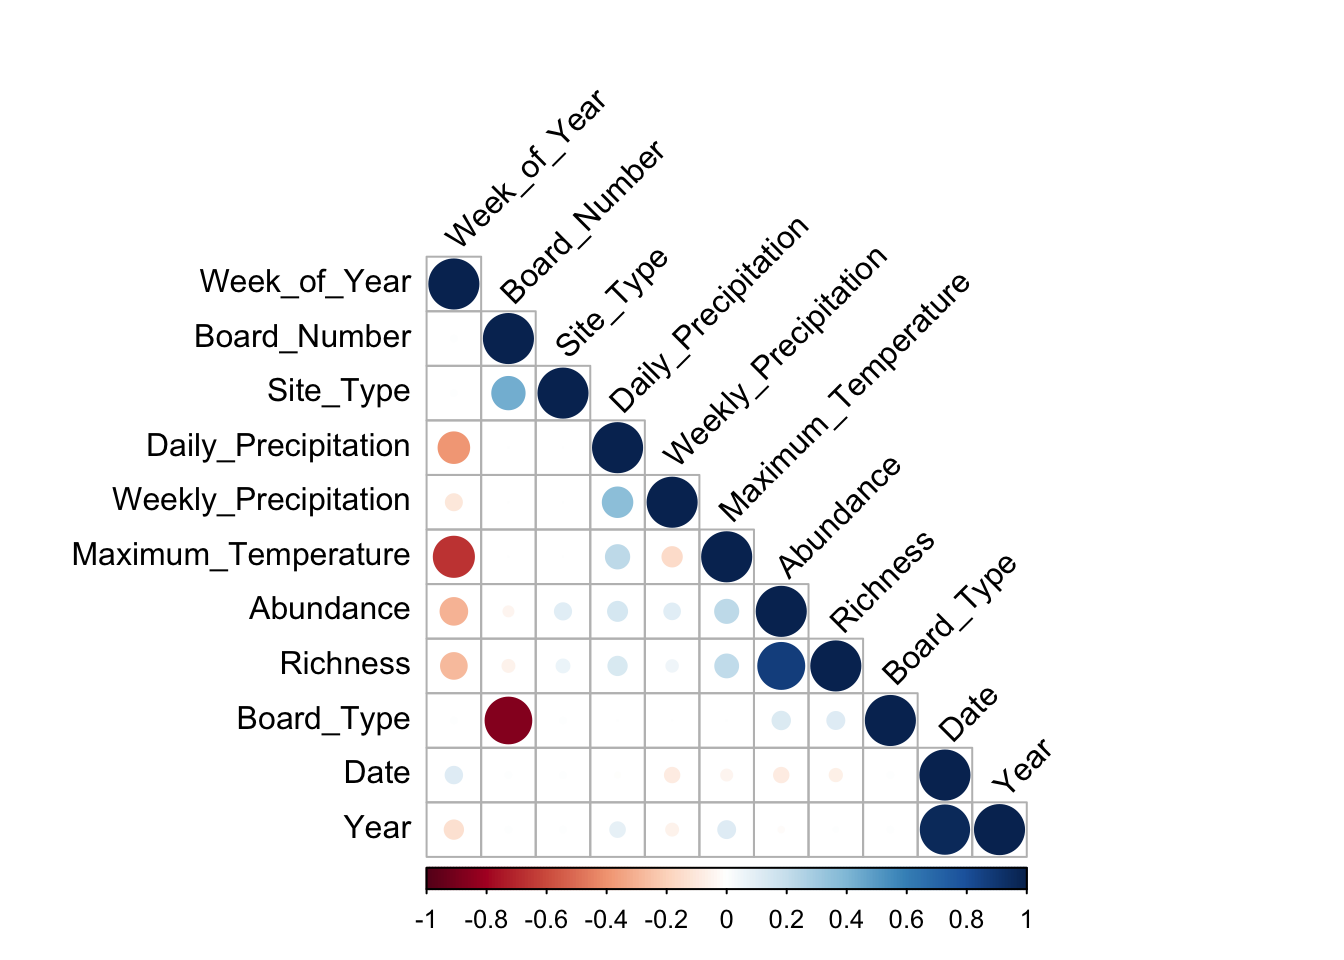 Week_of_Year
Board_Number
Site_Type
Daily_Precipitation
Weekly_Precipitation
Maximum_Temperature
Abundance
Richness
Board_Type
Date
Year
Week_of_Year
Board_Number
Site_Type
Daily_Precipitation
Weekly_Precipitation
Maximum_Temperature
Abundance
Richness
Board_Type
Date
Year
-1 -0.8 -0.6 -0.4 -0.2 0 0.2 0.4 0.6 0.8 1